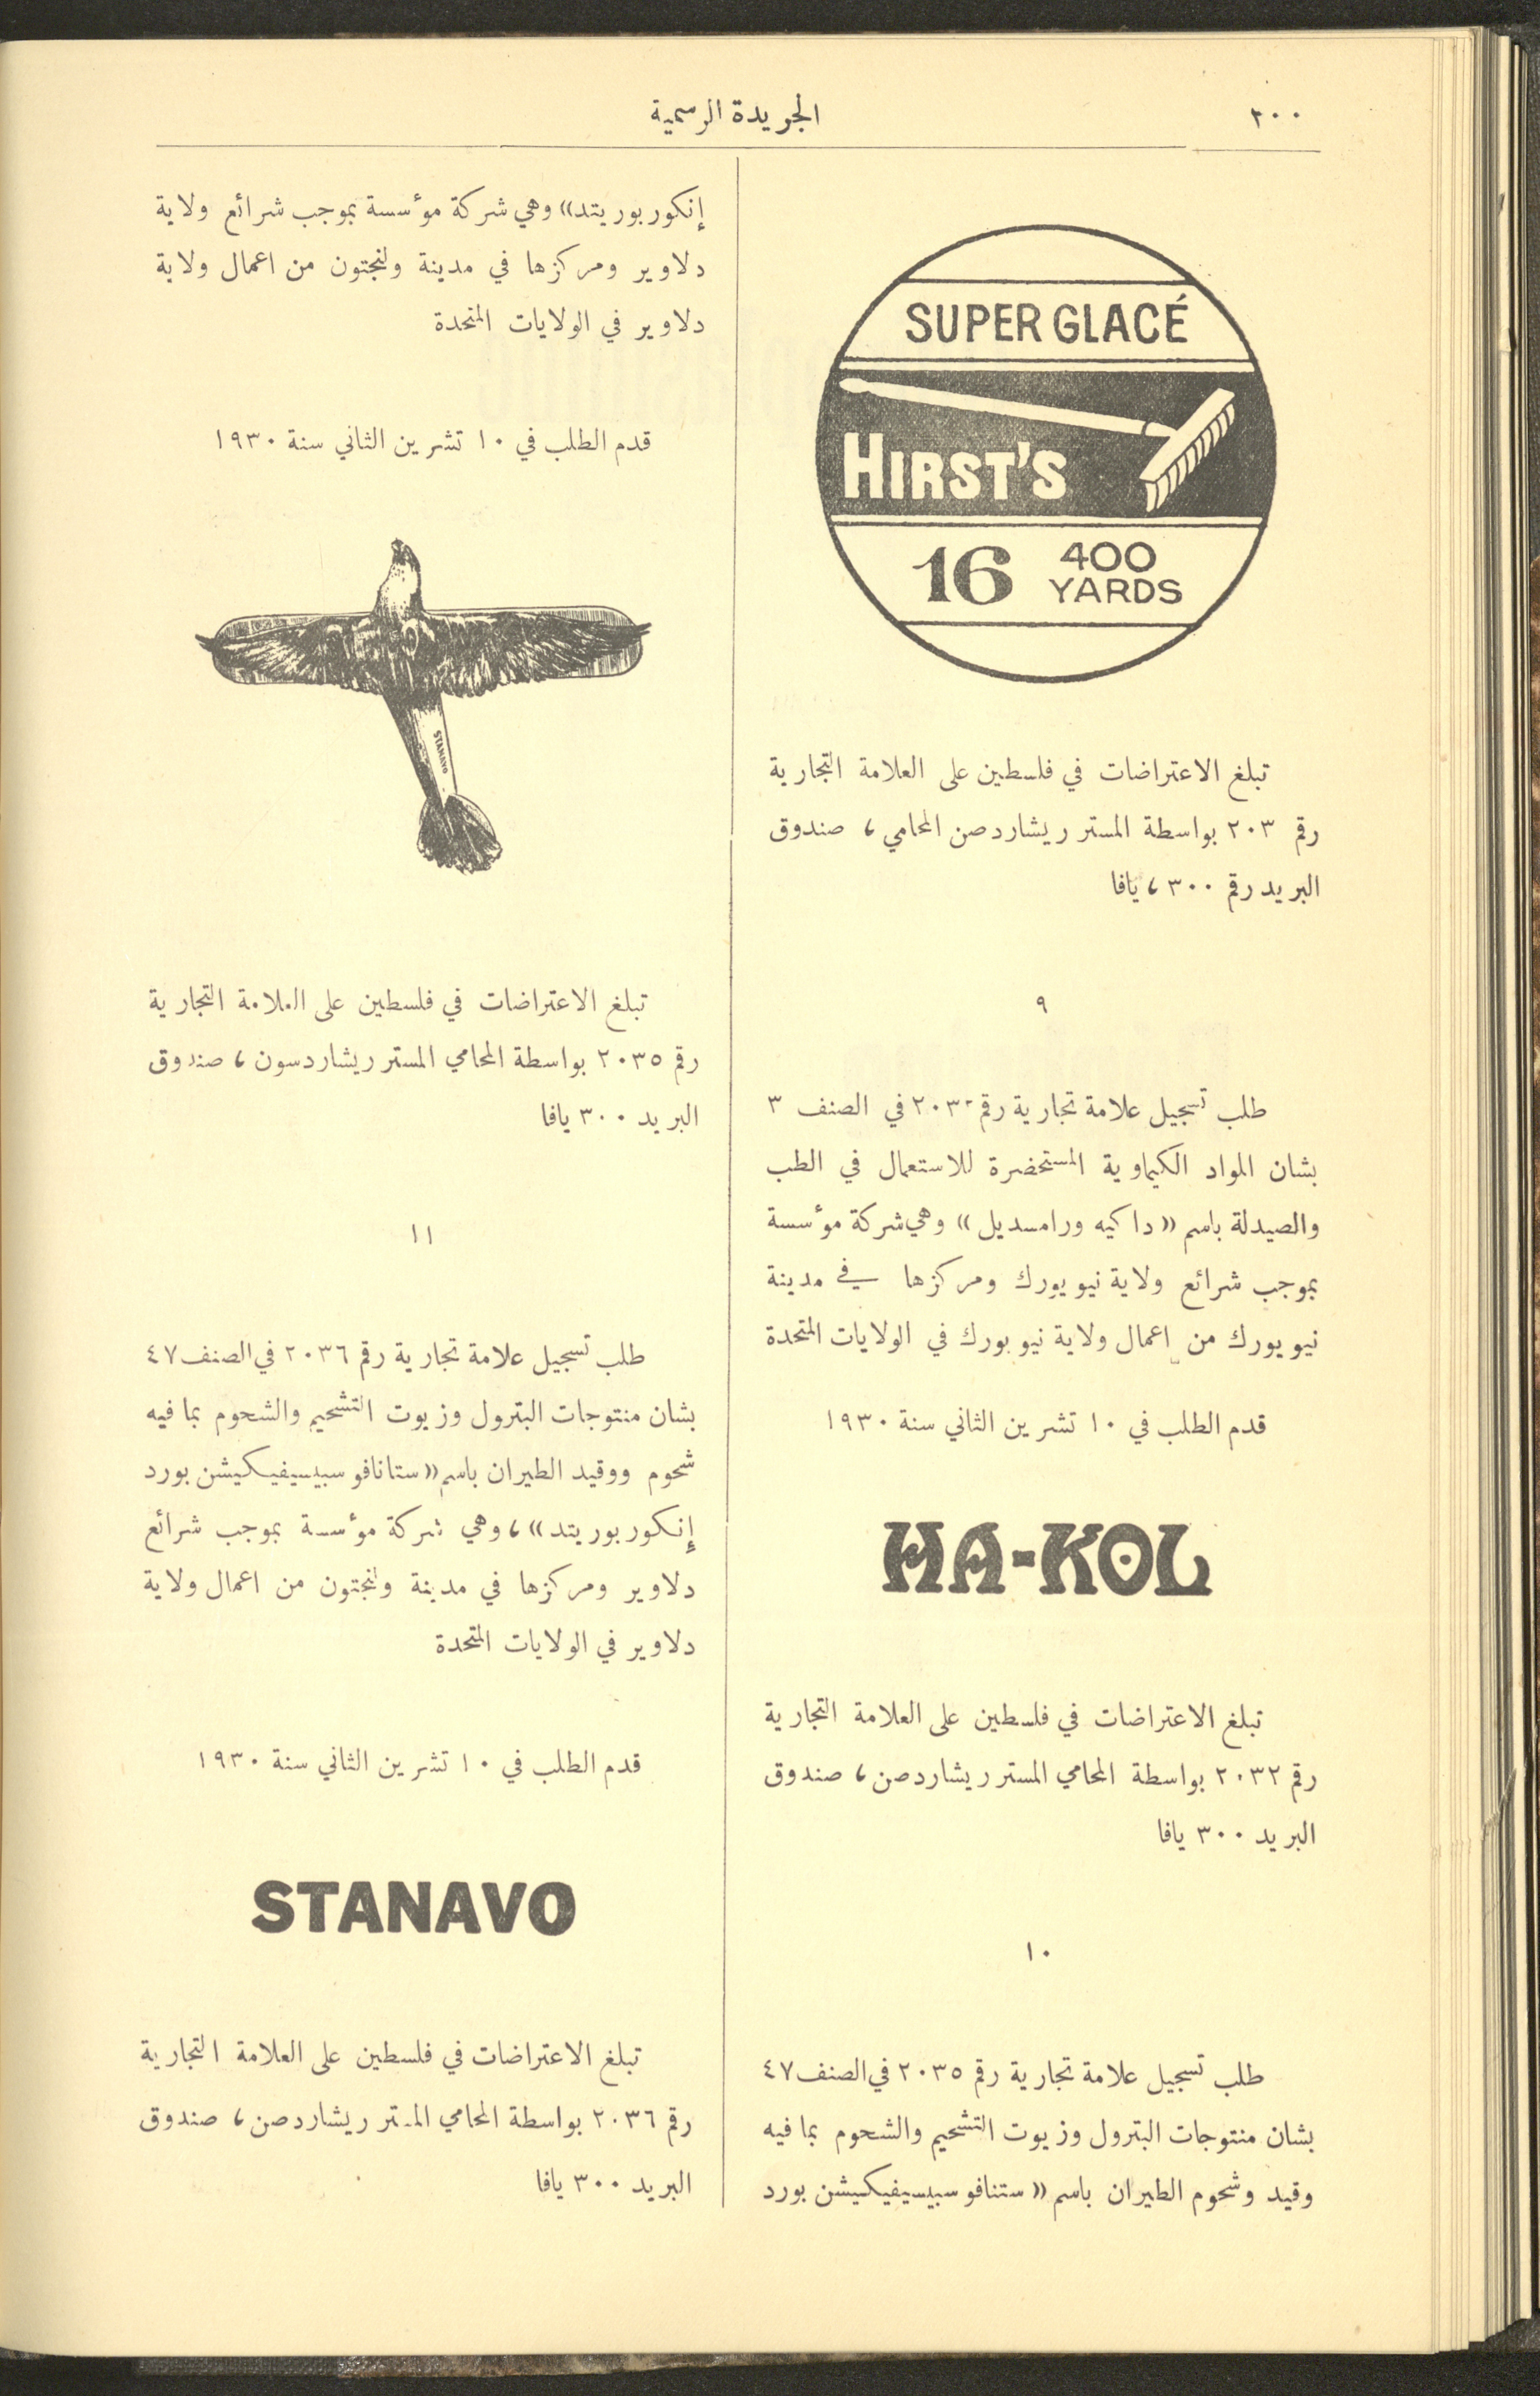 ٣٠٠
الجريدة الرسمية
SUPER GLACÉ
HIRST'S
16 400
YARDS
تبلغ الاعتراضات في فلسطين على العلامة التجارية
رقم ٢٠٣ بواسطة المستر ريشاردصن المحامي ، صندوق
البريد رقم ٣٠٠ ، يافا
٩
طلب تسجيل علامة تجارية رقم ٢٠٣٢ في الصنف ٣
بشان المواد الكيماوية المستحضرة للاستعمال في الطب
والصيدلة باسم «داكيه ورامسديل» وهي شركة مؤسسة
بموجب شرائع ولاية نيويورك ومركزها في مدينة
نيويورك من اعمال ولاية نيويورك في الولايات المتحدة
قدم الطلب في ١٠ تشرين الثاني سنة ١٩٣٠
HA-KOL
تبلغ الاعتراضات في فلسطين على العلامة التجارية
رقم ٢٠٣٢ بواسطة المحامي المستر ريشاردصن ، صندوق
البريد ٣٠٠ يافا
١٠
طلب تسجيل علامة تجارية رقم ٢٠٣٥ في الصنف ٤٧
بشان منتوجات البترول وزيوت التشحيم والشحوم بما فيه
وقيد وشحوم الطيران باسم «ستنافو سبيسيفيكيشن بورد
إنكوربوريتد» وهي شركة مؤسسة بموجب شرائع ولاية
دلاوير ومركزها في مدينة ولنجتون من اعمال ولاية
دلاوير في الولايات المتحدة
قدم الطلب في ١٠ تشرين الثاني سنة ١٩٣٠
STANAVO
تبلغ الاعتراضات في فلسطين على العلامة التجارية
رقم ٢٠٣٥ بواسطة المحامي المستر ريشاردسون ، صندوق
البريد ٣٠٠ يافا
١١
طلب تسجيل علامة تجارية رقم ٢٠٣٦ في الصنف ٤٧
بشان منتوجات البترول وزيوت التشحيم والشحوم بما فيه
شحوم ووقيد الطيران باسم «ستانافو سبيسيفيكيشن بورد
إنكوربوريتد» ، وهي شركة مؤسسة بموجب شرائع
دلاوير ومركزها في مدينة ولنجتون من اعمال ولاية
دلاوير في الولايات المتحدة
قدم الطلب في ١٠ تشرين الثاني سنة ١٩٣٠
STANAVO
تبلغ الاعتراضات في فلسطين على العلامة التجارية
رقم ٢٠٣٦ بواسطة المحامي المستر ريشاردصن ، صندوق
البريد ٣٠٠ يافا